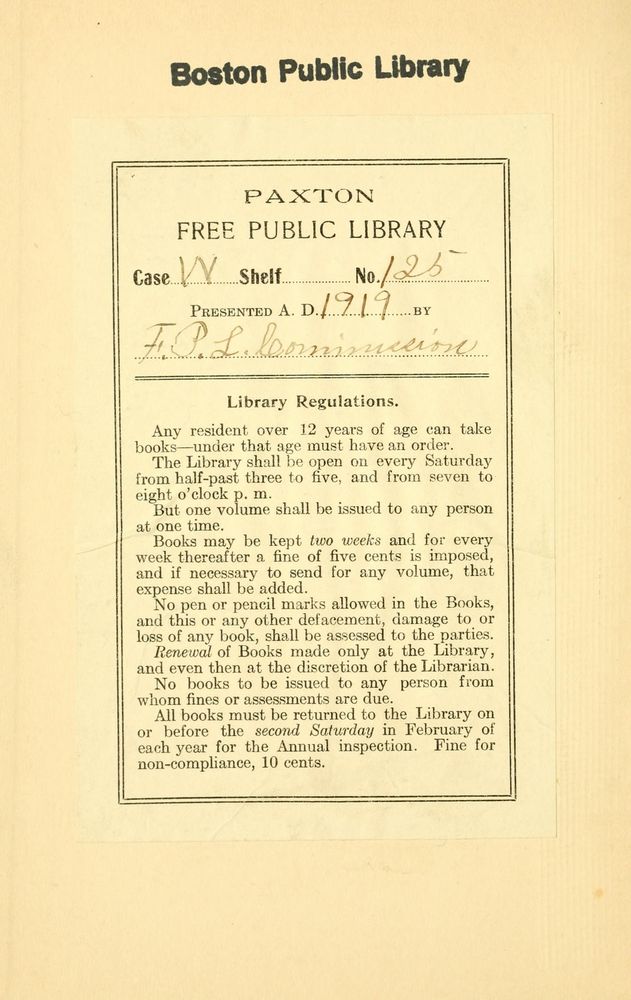 Boston Public Library
PAXTON
FREE PUBLIC LIBRARY
Case W Shelf No. 125
PRESENTED A. D. 1919 BY
F. P. L. Commission
Library Regulations.
Any resident over 12 years of age can take
books—under that age must have an order.
The Library shall be open on every Saturday
from half-past three to five, and from seven to
eight o'clock p. m.
But one volume shall be issued to any person
at one time.
Books may be kept two weeks and for every
week thereafter a fine of five cents is imposed,
and if necessary to send for any volume, that
expense shall be added.
No pen or pencil marks allowed in the Books,
and this or any other defacement, damage to or
loss of any book, shall be assessed to the parties.
Renewal of Books made only at the Library,
and even then at the discretion of the Librarian.
No books to be issued to any person from
whom fines or assessments are due.
All books must be returned to the Library on
or before the second Saturday in February of
each year for the Annual inspection. Fine for
non-compliance, 10 cents.